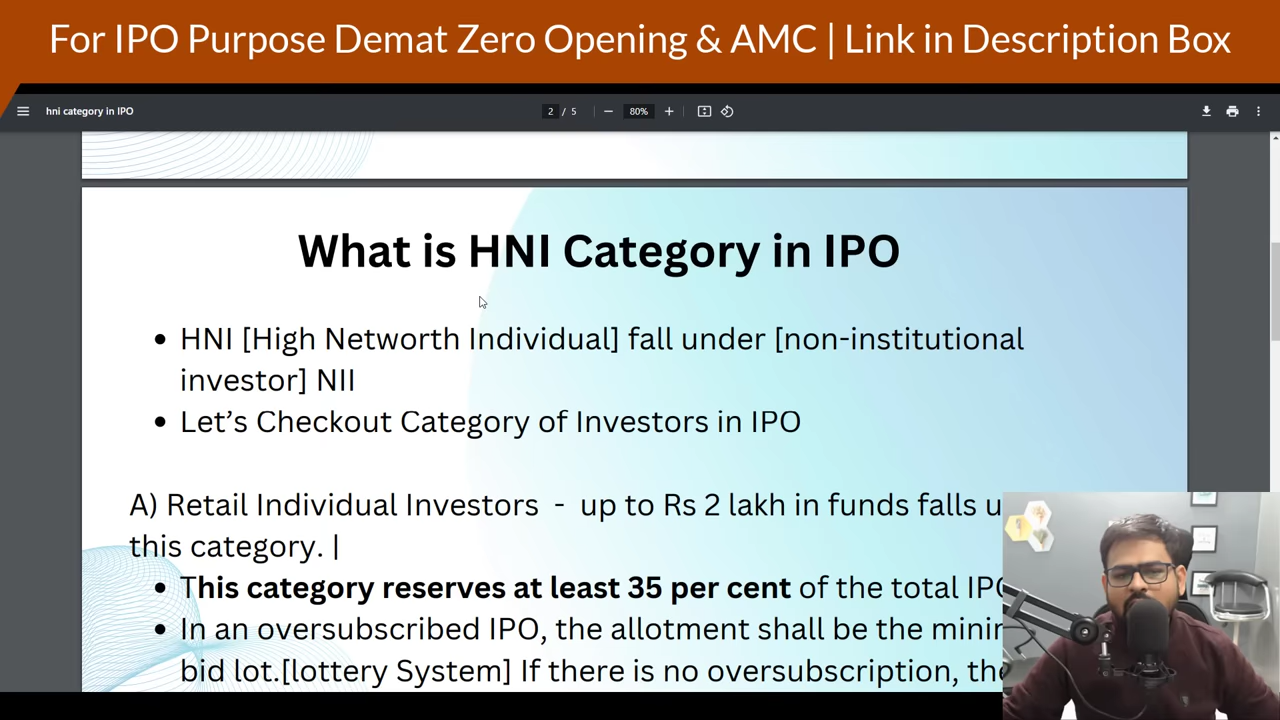 For IPO Purpose Demat Zero Opening & AMC | Link in Description Box
hni category in IPO
2 / 5
80%
What is HNI Category in IPO
• HNI [High Networth Individual] fall under [non-institutional
investor] NII
• Let’s Checkout Category of Investors in IPO
A) Retail Individual Investors - up to Rs 2 lakh in funds falls
this category. |
• This category reserves at least 35 per cent of the total IPO
• In an oversubscribed IPO, the allotment shall be the
bid lot.[lottery System] If there is no oversubscription,